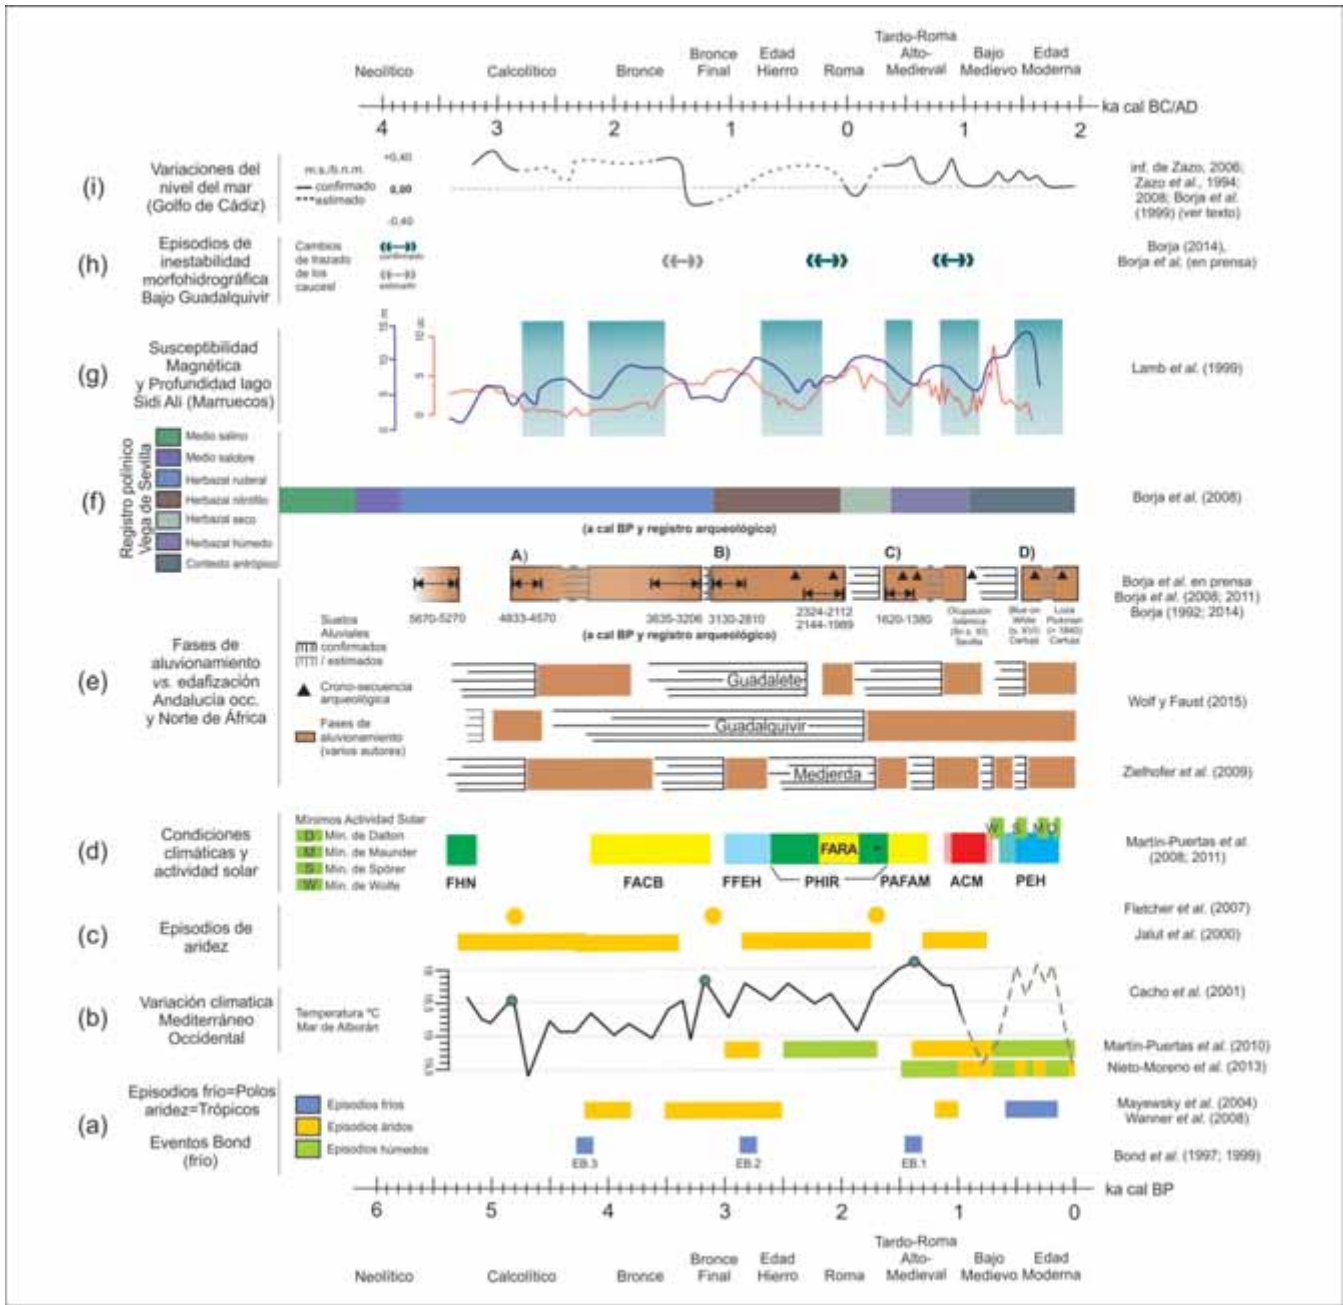 Neolítico Calcolítico Bronce Bronce Final Edad Hierro Roma Tardo-Roma Alto-Medieval Bajo Medievo Edad Moderna
ka cal BC/AD
4 3 2 1 0 1 2
(i)
Variaciones del
nivel del mar
(Golfo de Cádiz)
m.s./b.n.m.
confirmado
estimado
+0,40
0,00
-0,40
inf. de Zazo, 2006;
Zazo et al., 1994;
2008; Borja et al.
(1999) (ver texto)
(h)
Episodios de
inestabilidad
morfohidrográfica
Bajo Guadalquivir
Cambios
de trazado
de los
confirmado
estimado
Borja (2014),
Borja et al. (en prensa)
(g)
Susceptibilidad
Magnética
y Profundidad lago
Sidi Ali (Marruecos)
Lamb et al. (1999)
(f)
Registro polínico
Vega de Sevilla
Medio salino
Medio salobre
Herbazal ruderal
Herbazal nitrófilo
Herbazal seco
Herbazal húmedo
Contexto antrópico
Borja et al. (2008)
(a cal BP y registro arqueológico)
A) B) C) D)
5670-5270 4833-4570 3635-3206 3130-2810 2324-2112
2144-1989
1620-1380
Ocupación
Islámica
Sevilla
Blue on
White
(s. XVI)
Cartuja
Loza
Pickman
(> 1840)
Cartuja
(a cal BP y registro arqueológico)
Borja et al. en prensa
Borja et al. (2008; 2011)
Borja (1992; 2014)
(e)
Fases de
aluvionamiento
vs. edafización
Andalucía occ.
y Norte de África
Suelos
Aluviales
confirmados
/ estimados
Crono-secuencia
arqueológica
Fases de
aluvionamiento
(varios autores)
Guadalete
Guadalquivir
Medjerda
Wolf y Faust (2015)
Zielhofer et al. (2009)
(d)
Condiciones
climáticas y
actividad solar
Mínimos Actividad Solar
D Min. de Dalton
M Min. de Maunder
S Min. de Spörer
W Min. de Wolfe
W S M D
FARA
FHN FACB FFEH PHIR PAFAM ACM PEH
Martín-Puertas et al.
(2008; 2011)
(c)
Episodios de
aridez
Fletcher et al. (2007)
Jalut et al. (2000)
(b)
Variación climatica
Mediterráneo
Occidental
Temperatura ºC
Mar de Alborán
Cacho et al. (2001)
Martín-Puertas et al. (2010)
Nieto-Moreno et al. (2013)
(a)
Episodios frío=Polos
aridez=Trópicos
Eventos Bond
(frío)
Episodios fríos
Episodios áridos
Episodios húmedos
EB.3 EB.2 EB.1
Mayewsky et al. (2004)
Wanner et al. (2008)
Bond et al. (1997; 1999)
ka cal BP
6 5 4 3 2 1 0
Neolítico Calcolítico Bronce Bronce Final Edad Hierro Roma Tardo-Roma Alto-Medieval Bajo Medievo Edad Moderna